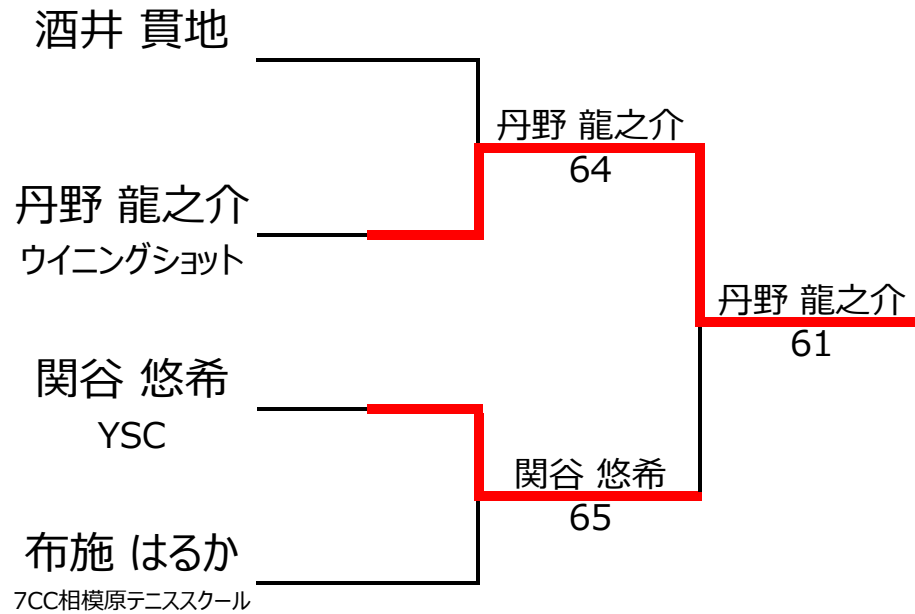 酒井 貫地
丹野 龍之介
64
丹野 龍之介
ウイニングショット
丹野 龍之介
61
関谷 悠希
YSC
関谷 悠希
65
布施 はるか
7CC相模原テニススクール